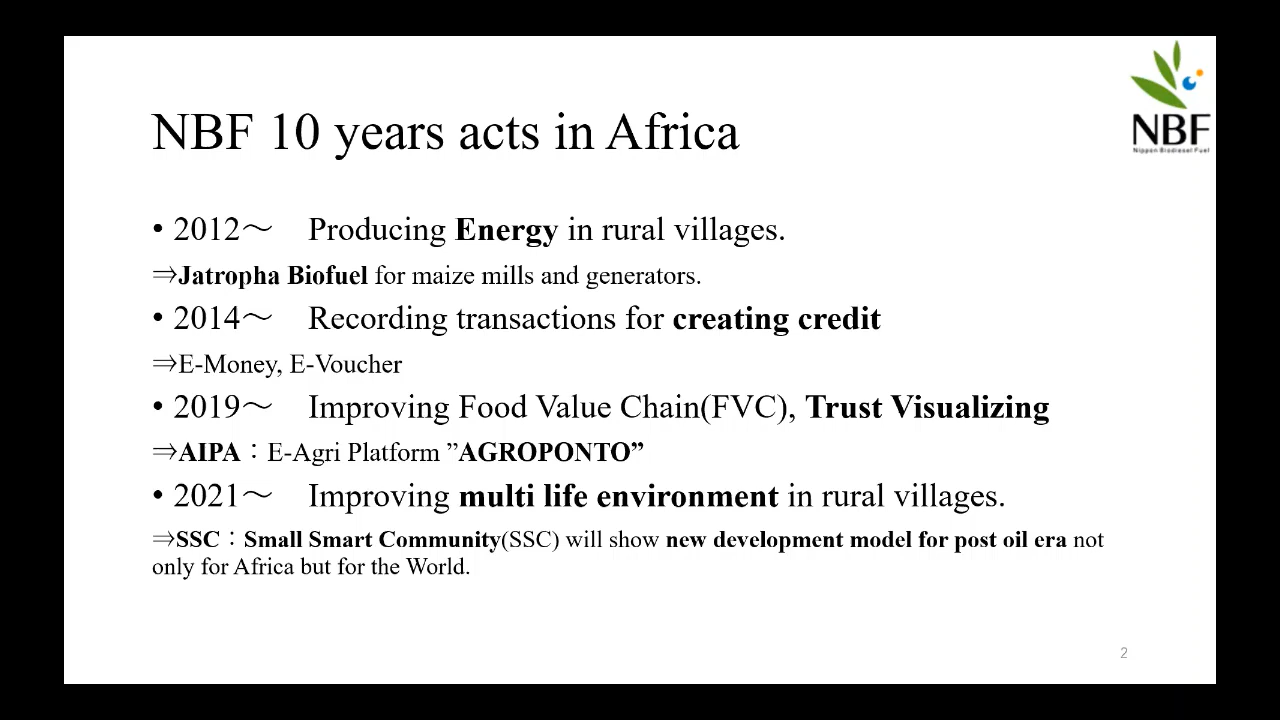 NBF 10 years acts in Africa
NBF
Nippon Biodiesel Fuel
• 2012～　Producing Energy in rural villages.
⇒Jatropha Biofuel for maize mills and generators.
• 2014～　Recording transactions for creating credit
⇒E-Money, E-Voucher
• 2019～　Improving Food Value Chain(FVC), Trust Visualizing
⇒AIPA：E-Agri Platform ”AGROPONTO”
• 2021～　Improving multi life environment in rural villages.
⇒SSC：Small Smart Community(SSC) will show new development model for post oil era not
only for Africa but for the World.
2